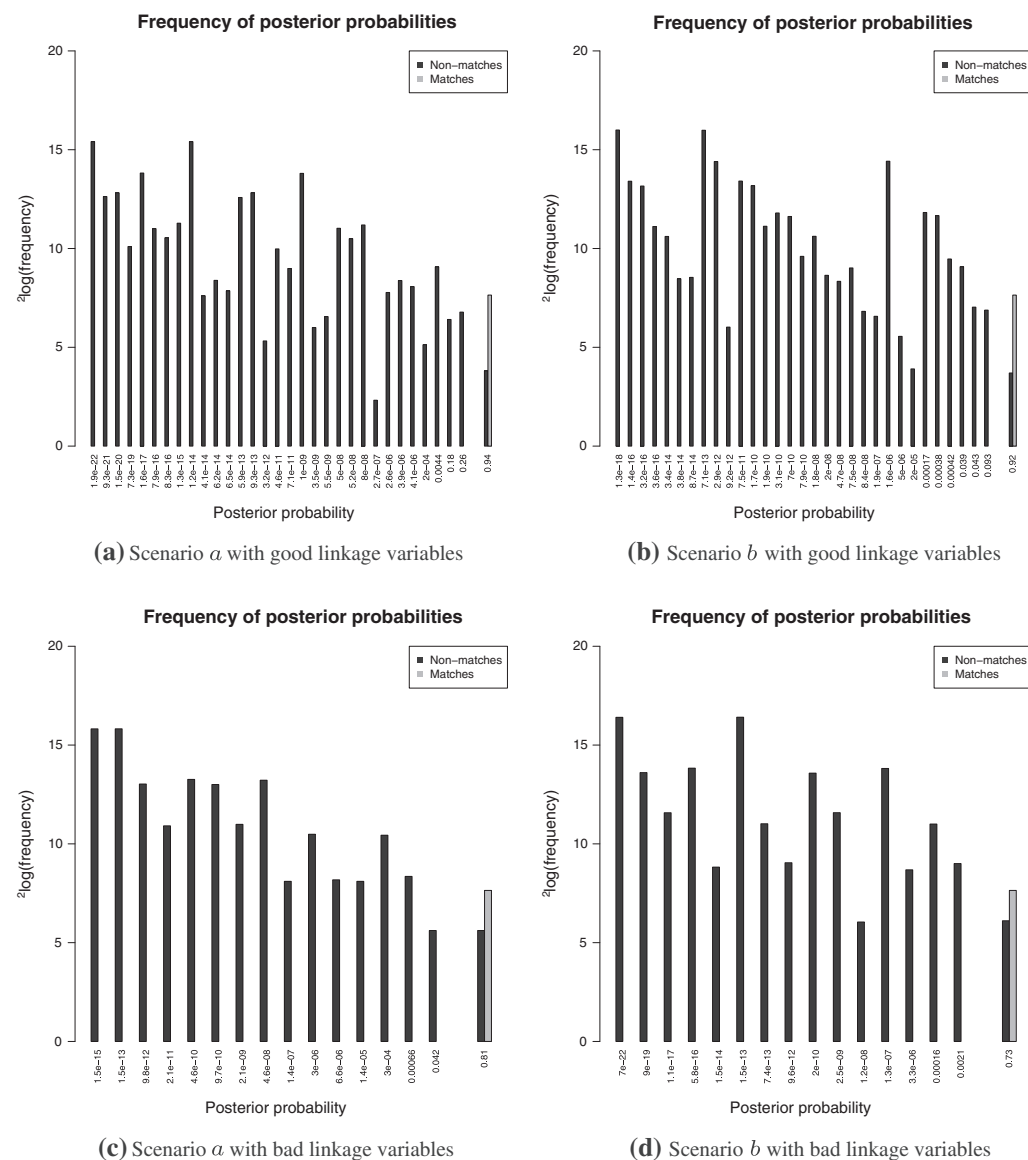 Frequency of posterior probabilities
20
15
10
5
0
²log(frequency)
Non−matches
Matches
1.9e−22 9.3e−21 1.5e−20 7.3e−19 1.6e−17 7.9e−16 8.3e−16 1.3e−15 1.2e−14 4.1e−14 6.2e−14 6.5e−14 5.9e−13 9.3e−13 3.2e−12 4.6e−11 7.1e−11 1e−09 3.5e−09 5.5e−09 5e−08 5.2e−08 8e−08 2.7e−07 2.6e−06 3.9e−06 4.1e−06 2e−04 0.0044 0.18 0.26 0.94
Posterior probability
(a) Scenario a with good linkage variables
Frequency of posterior probabilities
20
15
10
5
0
²log(frequency)
Non−matches
Matches
1.3e−18 1.4e−16 3.2e−16 3.6e−16 3.4e−14 3.8e−14 8.7e−14 7.1e−13 2.9e−12 9.2e−12 7.5e−11 1.7e−10 1.9e−10 3.1e−10 7e−10 7.9e−10 1.8e−08 2e−08 4.7e−08 7.5e−08 8.4e−08 1.9e−07 1.6e−06 5e−06 2e−05 0.00017 0.00038 0.00042 0.039 0.043 0.093 0.92
Posterior probability
(b) Scenario b with good linkage variables
Frequency of posterior probabilities
20
15
10
5
0
²log(frequency)
Non−matches
Matches
1.5e−15 1.5e−13 9.8e−12 2.1e−11 4.6e−10 9.7e−10 2.1e−09 4.6e−08 1.4e−07 3e−06 6.6e−06 1.4e−05 3e−04 0.00066 0.042 0.81
Posterior probability
(c) Scenario a with bad linkage variables
Frequency of posterior probabilities
20
15
10
5
0
²log(frequency)
Non−matches
Matches
7e−22 9e−19 1.1e−17 5.8e−16 1.5e−14 1.5e−13 7.4e−13 9.6e−12 2e−10 2.5e−09 1.2e−08 1.3e−07 3.3e−06 0.00016 0.0021 0.73
Posterior probability
(d) Scenario b with bad linkage variables